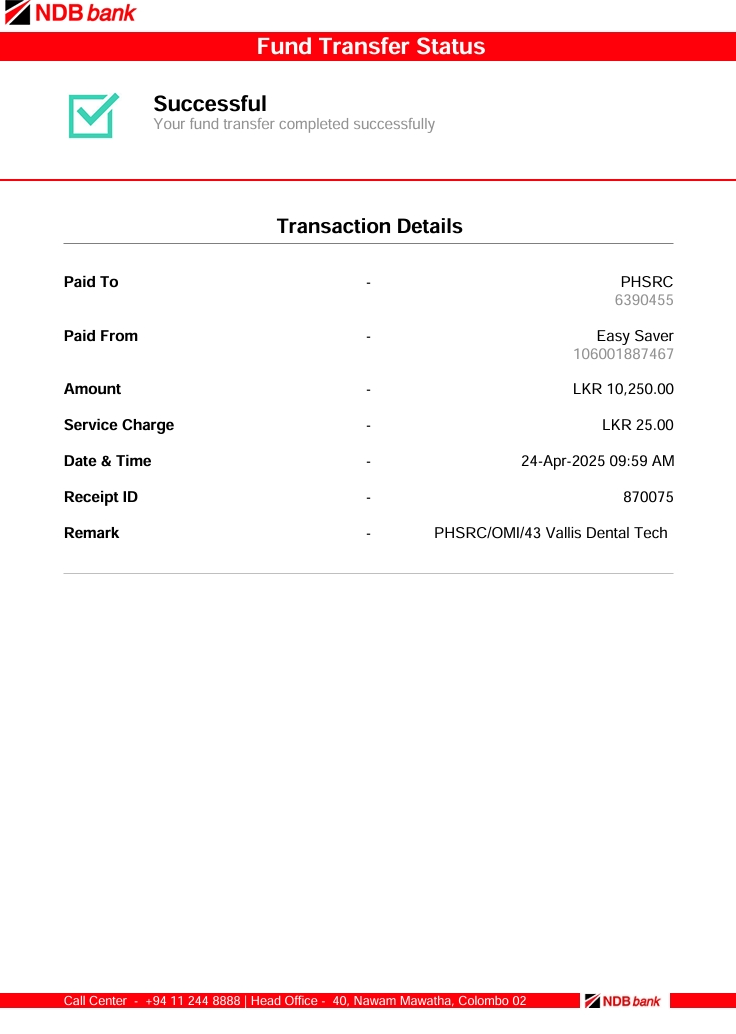 NDB bank
Fund Transfer Status
Successful
Your fund transfer completed successfully
Transaction Details
Paid To - PHSRC
6390455
Paid From - Easy Saver
106001887467
Amount - LKR 10,250.00
Service Charge - LKR 25.00
Date & Time - 24-Apr-2025 09:59 AM
Receipt ID - 870075
Remark - PHSRC/OMI/43 Vallis Dental Tech
Call Center - +94 11 244 8888 | Head Office - 40, Nawam Mawatha, Colombo 02 NDB bank